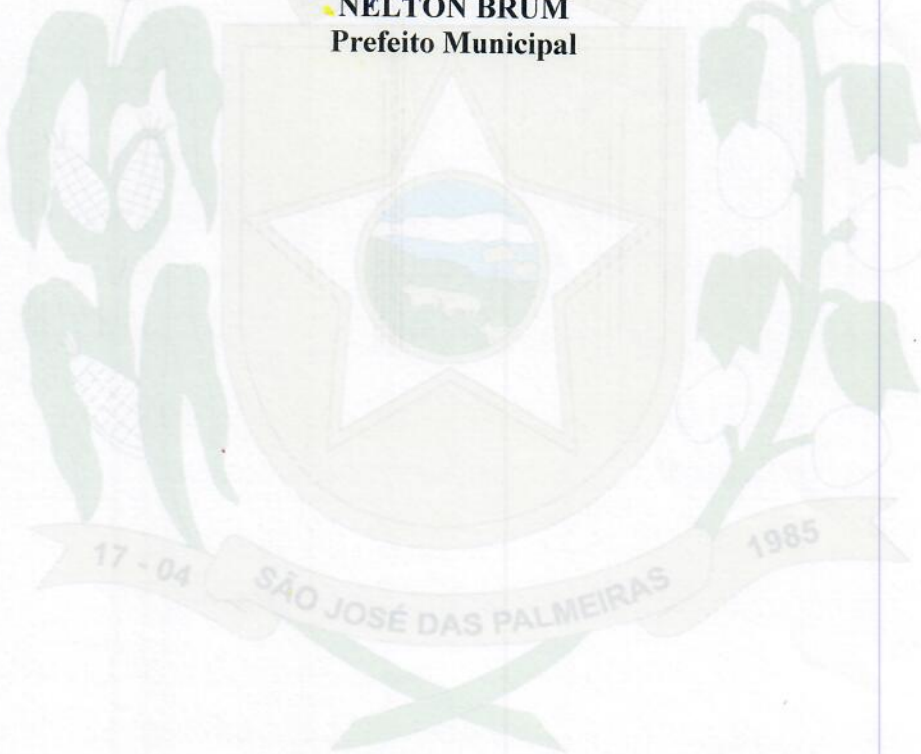 NELTON BRUM
Prefeito Municipal
17 - 04
SÃO JOSÉ DAS PALMEIRAS
1985